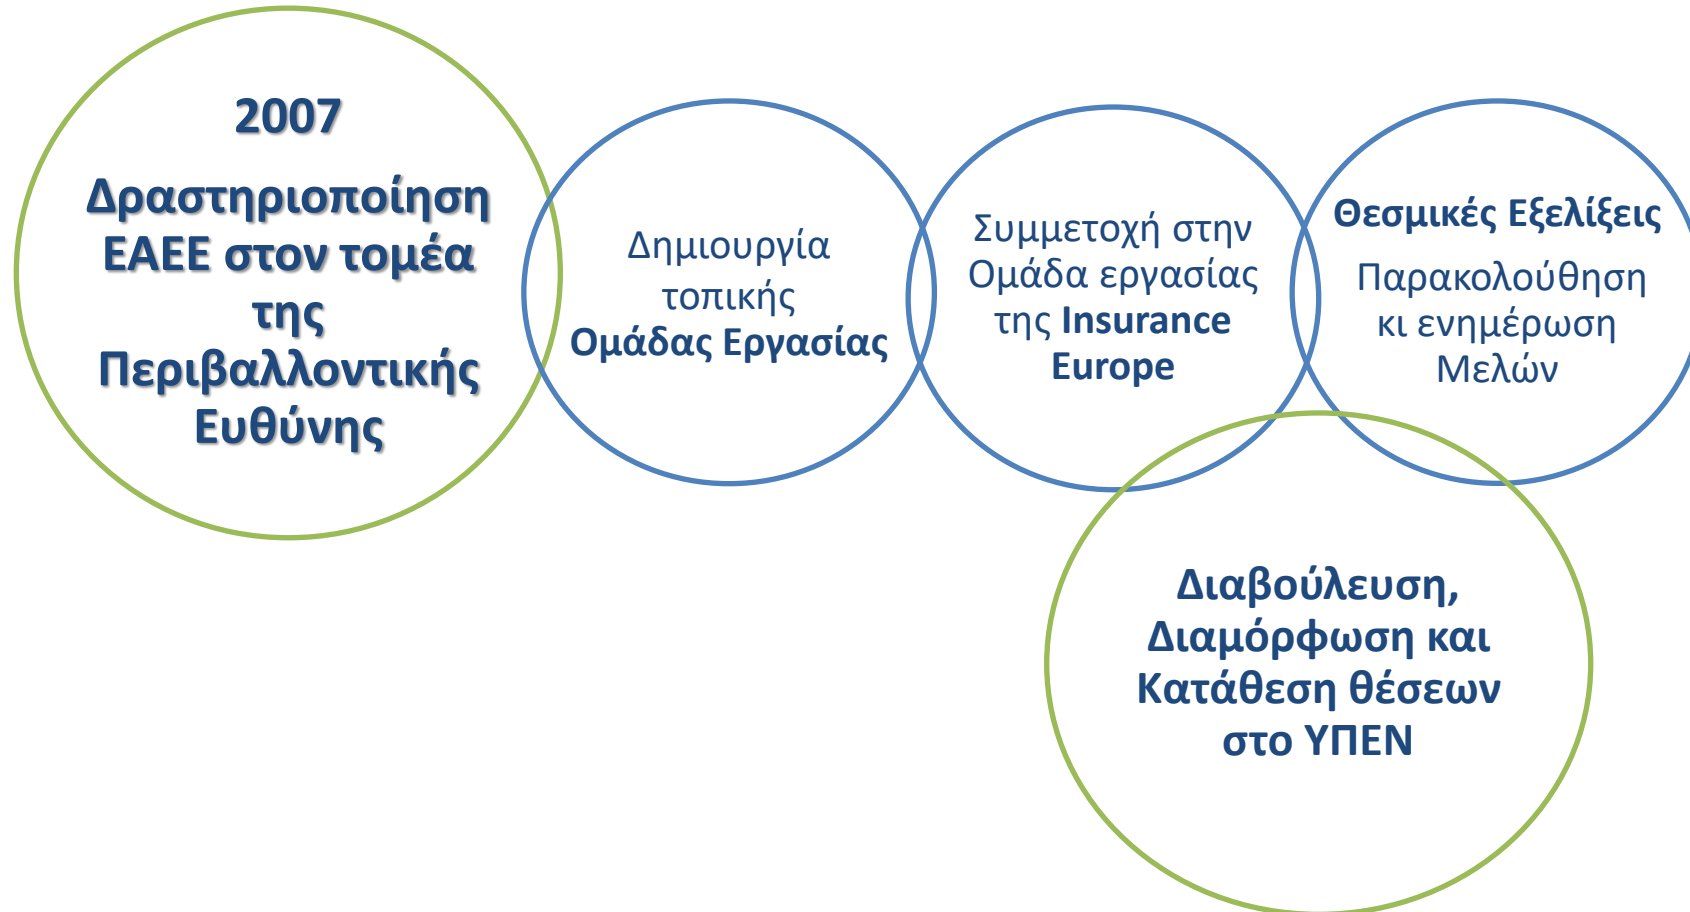 2007
Δραστηριοποίηση
ΕΑΕΕ στον τομέα
της
Περιβαλλοντικής
Ευθύνης
Δημιουργία
τοπικής
Ομάδας Εργασίας
Συμμετοχή στην
Ομάδα εργασίας
της Insurance
Europe
Θεσμικές Εξελίξεις
Παρακολούθηση
κι ενημέρωση
Μελών
Διαβούλευση,
Διαμόρφωση και
Κατάθεση θέσεων
στο ΥΠΕΝ